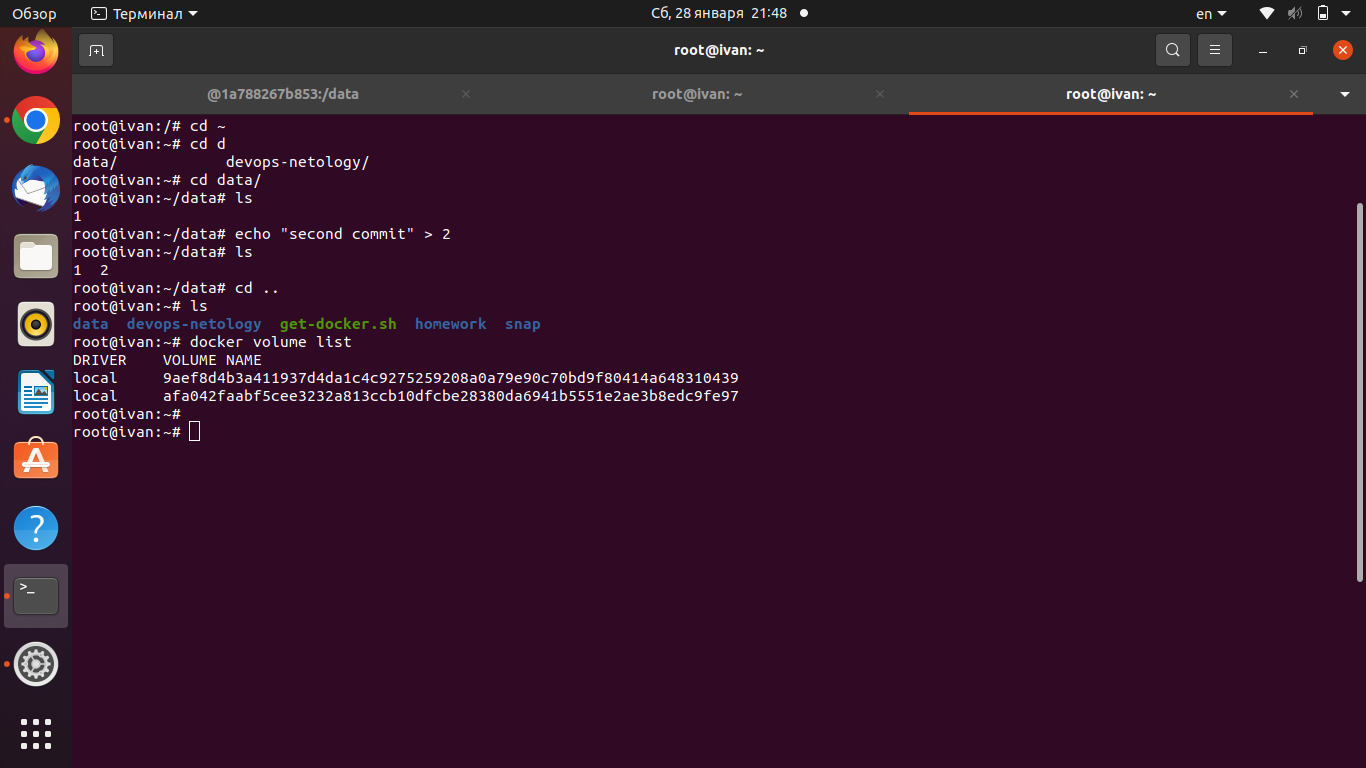 Обзор Терминал Сб, 28 января 21:48 en
root@ivan: ~
@1a788267b853:/data root@ivan: ~ root@ivan: ~
root@ivan:/# cd ~
root@ivan:~# cd d
data/ devops-netology/
root@ivan:~# cd data/
root@ivan:~/data# ls
1
root@ivan:~/data# echo "second commit" > 2
root@ivan:~/data# ls
1 2
root@ivan:~/data# cd ..
root@ivan:~# ls
data devops-netology get-docker.sh homework snap
root@ivan:~# docker volume list
DRIVER VOLUME NAME
local 9aef8d4b3a411937d4da1c4c9275259208a0a79e90c70bd9f80414a648310439
local afa042faabf5cee3232a813ccb10dfcbe28380da6941b5551e2ae3b8edc9fe97
root@ivan:~#
root@ivan:~#